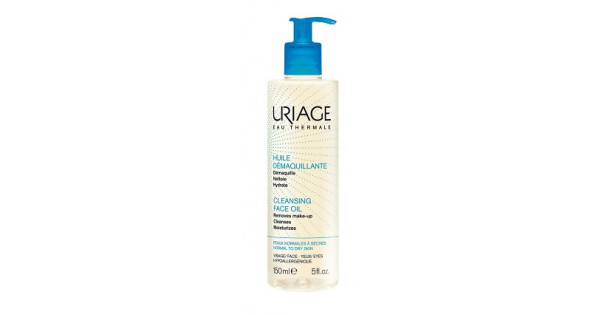 URIAGE
EAU THERMALE
HUILE
DÉMAQUILLANTE
Démaquille
Nettoie
Hydrate
CLEANSING
FACE OIL
Removes make-up
Cleanses
Moisturizes
PEAUX NORMALES À SÈCHES
NORMAL TO DRY SKIN
VISAGE FACE - YEUX EYES
HYPOALLERGÉNIQUE
150ml e 5fl.oz.